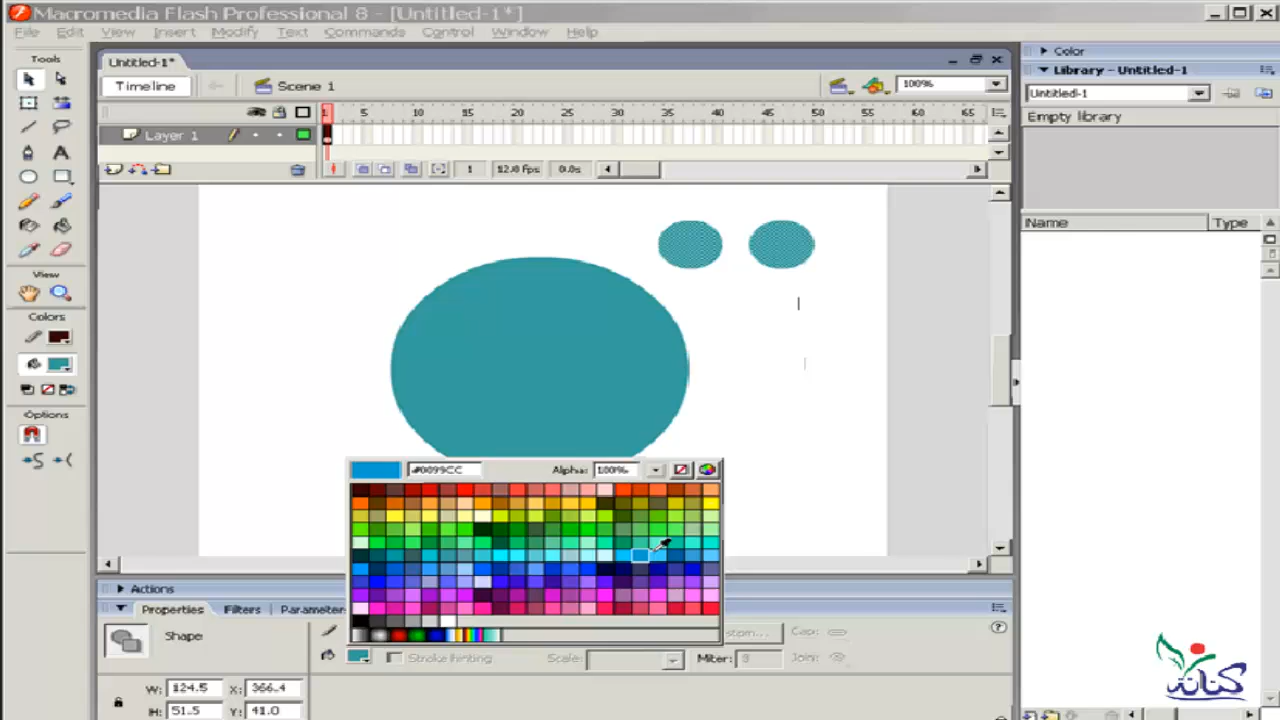 Macromedia Flash Professional 8 - [Untitled-1*]
File Edit View Insert Modify Text Commands Control Window Help
Tools
View
Colors
Options
Untitled-1*
Timeline
Scene 1
100%
5 10 15 20 25 30 35 40 45 50 55 60 65
Layer 1
1 12.0 fps 0.0s
#0099CC Alpha: 100%
Actions
Properties Filters Parameter
Shape
Cap:
Stroke hinting Scale: Miter: 3 Join:
W: 124.5 X: 366.4
H: 51.5 Y: 41.0
Color
Library - Untitled-1
Untitled-1
Empty library
Name Type